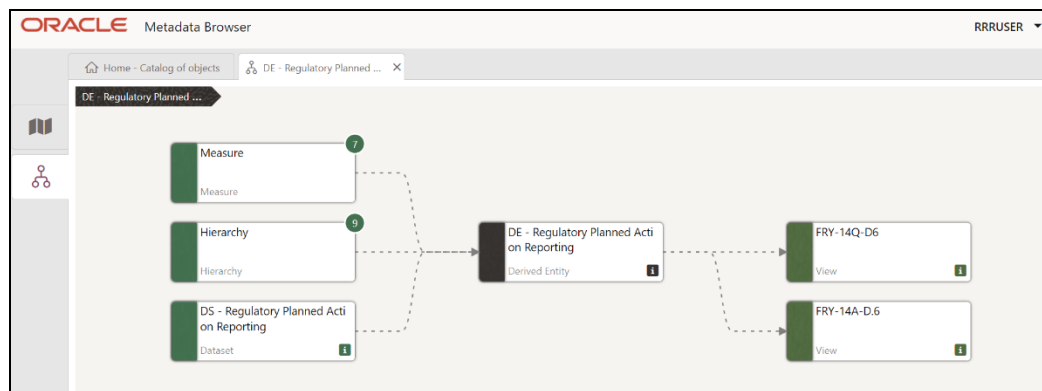 ORACLE Metadata Browser RRRUSER
Home - Catalog of objects DE - Regulatory Planned ... X
DE - Regulatory Planned ...
7
Measure
Measure
9
Hierarchy
Hierarchy
DS - Regulatory Planned Acti
on Reporting
Dataset i
DE - Regulatory Planned Acti
on Reporting
Derived Entity i
FRY-14Q-D6
View i
FRY-14A-D.6
View i